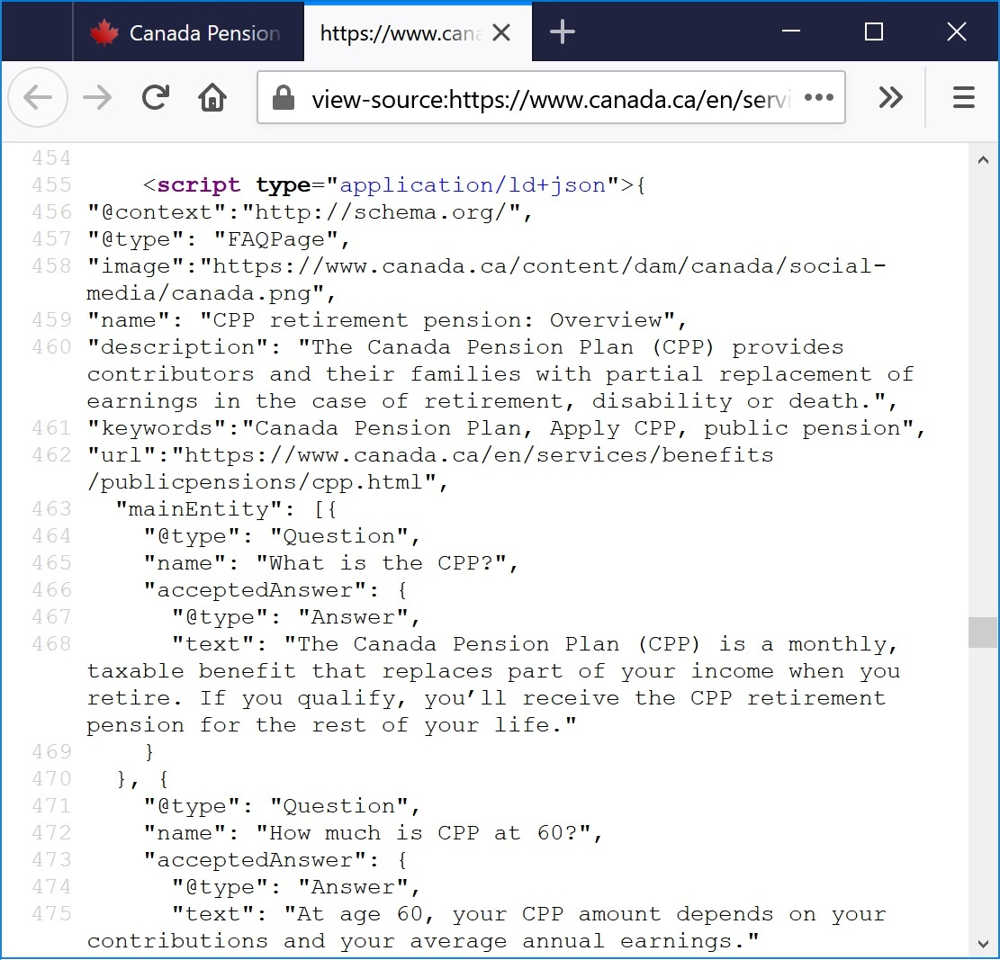 Canada Pension
https://www.cana
view-source:https://www.canada.ca/en/servi
454
455 <script type="application/ld+json">{
456 "@context":"http://schema.org/",
457 "@type": "FAQPage",
458 "image":"https://www.canada.ca/content/dam/canada/social-
media/canada.png",
459 "name": "CPP retirement pension: Overview",
460 "description": "The Canada Pension Plan (CPP) provides
contributors and their families with partial replacement of
earnings in the case of retirement, disability or death.",
461 "keywords":"Canada Pension Plan, Apply CPP, public pension",
462 "url":"https://www.canada.ca/en/services/benefits
/publicpensions/cpp.html",
463 "mainEntity": [{
464 "@type": "Question",
465 "name": "What is the CPP?",
466 "acceptedAnswer": {
467 "@type": "Answer",
468 "text": "The Canada Pension Plan (CPP) is a monthly,
taxable benefit that replaces part of your income when you
retire. If you qualify, you’ll receive the CPP retirement
pension for the rest of your life."
469 }
470 }, {
471 "@type": "Question",
472 "name": "How much is CPP at 60?",
473 "acceptedAnswer": {
474 "@type": "Answer",
475 "text": "At age 60, your CPP amount depends on your
contributions and your average annual earnings."